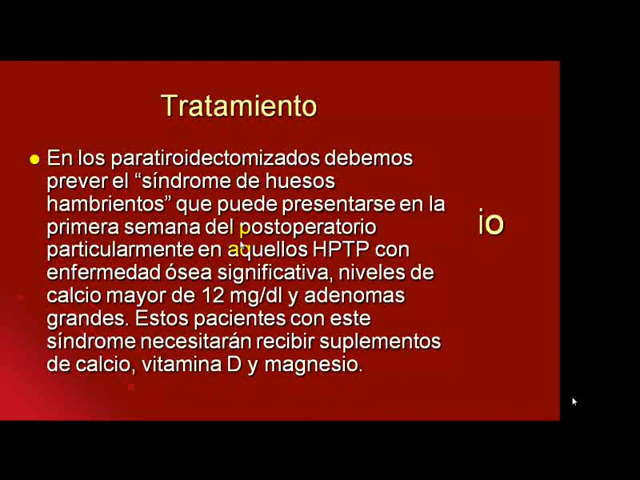 Tratamiento
En los paratiroidectomizados debemos
prever el “síndrome de huesos
hambrientos” que puede presentarse en la
primera semana del postoperatorio
particularmente en aquellos HPTP con
enfermedad ósea significativa, niveles de
calcio mayor de 12 mg/dl y adenomas
grandes. Estos pacientes con este
síndrome necesitarán recibir suplementos
de calcio, vitamina D y magnesio.
io